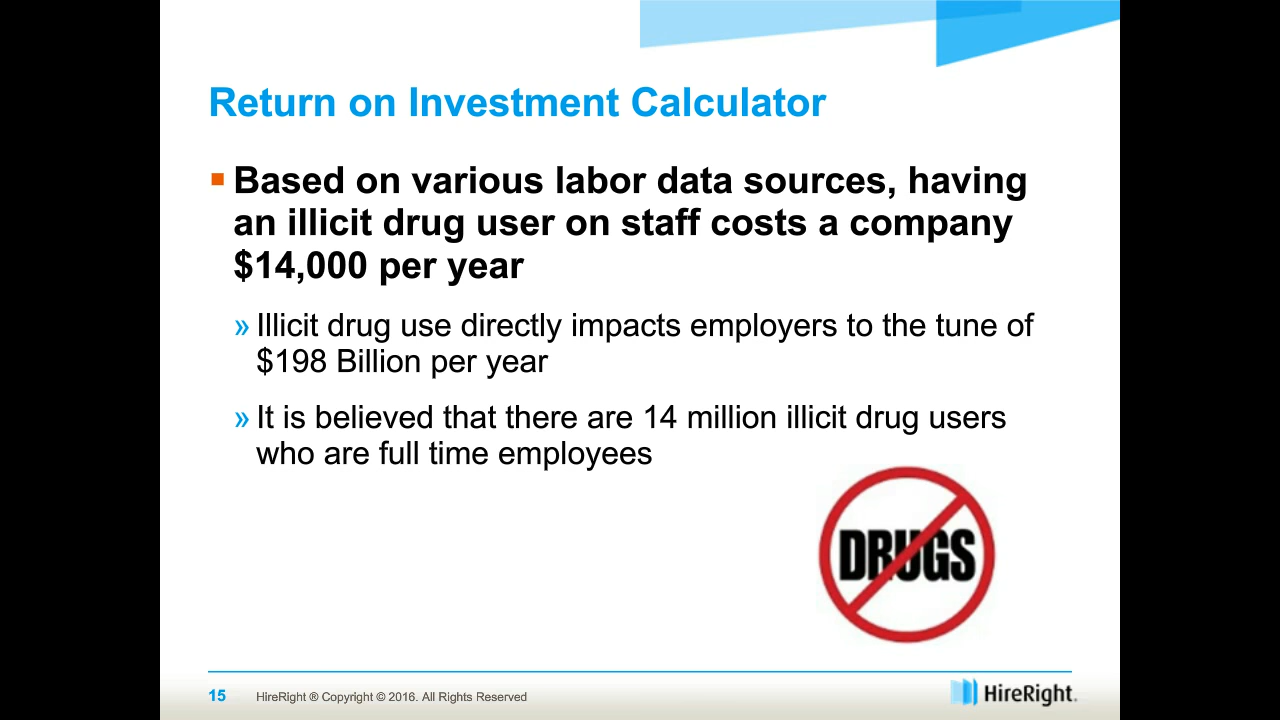 Return on Investment Calculator
Based on various labor data sources, having
an illicit drug user on staff costs a company
$14,000 per year
» Illicit drug use directly impacts employers to the tune of
$198 Billion per year
» It is believed that there are 14 million illicit drug users
who are full time employees
DRUGS
15 HireRight ® Copyright © 2016. All Rights Reserved
HireRight.